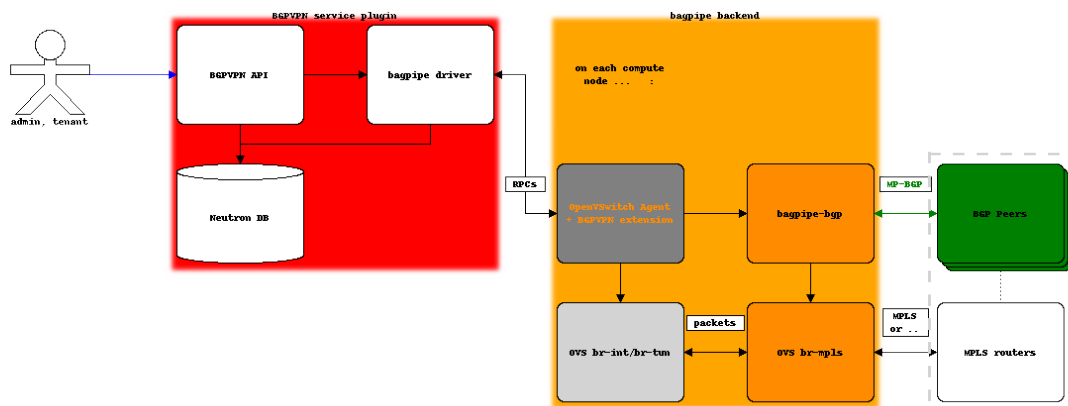 BGPVPN service plugin
bagpipe backend
BGPVPN API
bagpipe driver
on each compute
node ... :
admin, tenant
Neutron DB
RPCs
OpenVSwitch Agent
+ BGPVPN extension
bagpipe-bgp
MP-BGP
BGP Peers
packets
MPLS
or ..
OVS br-int/br-tun
OVS br-mpls
MPLS routers